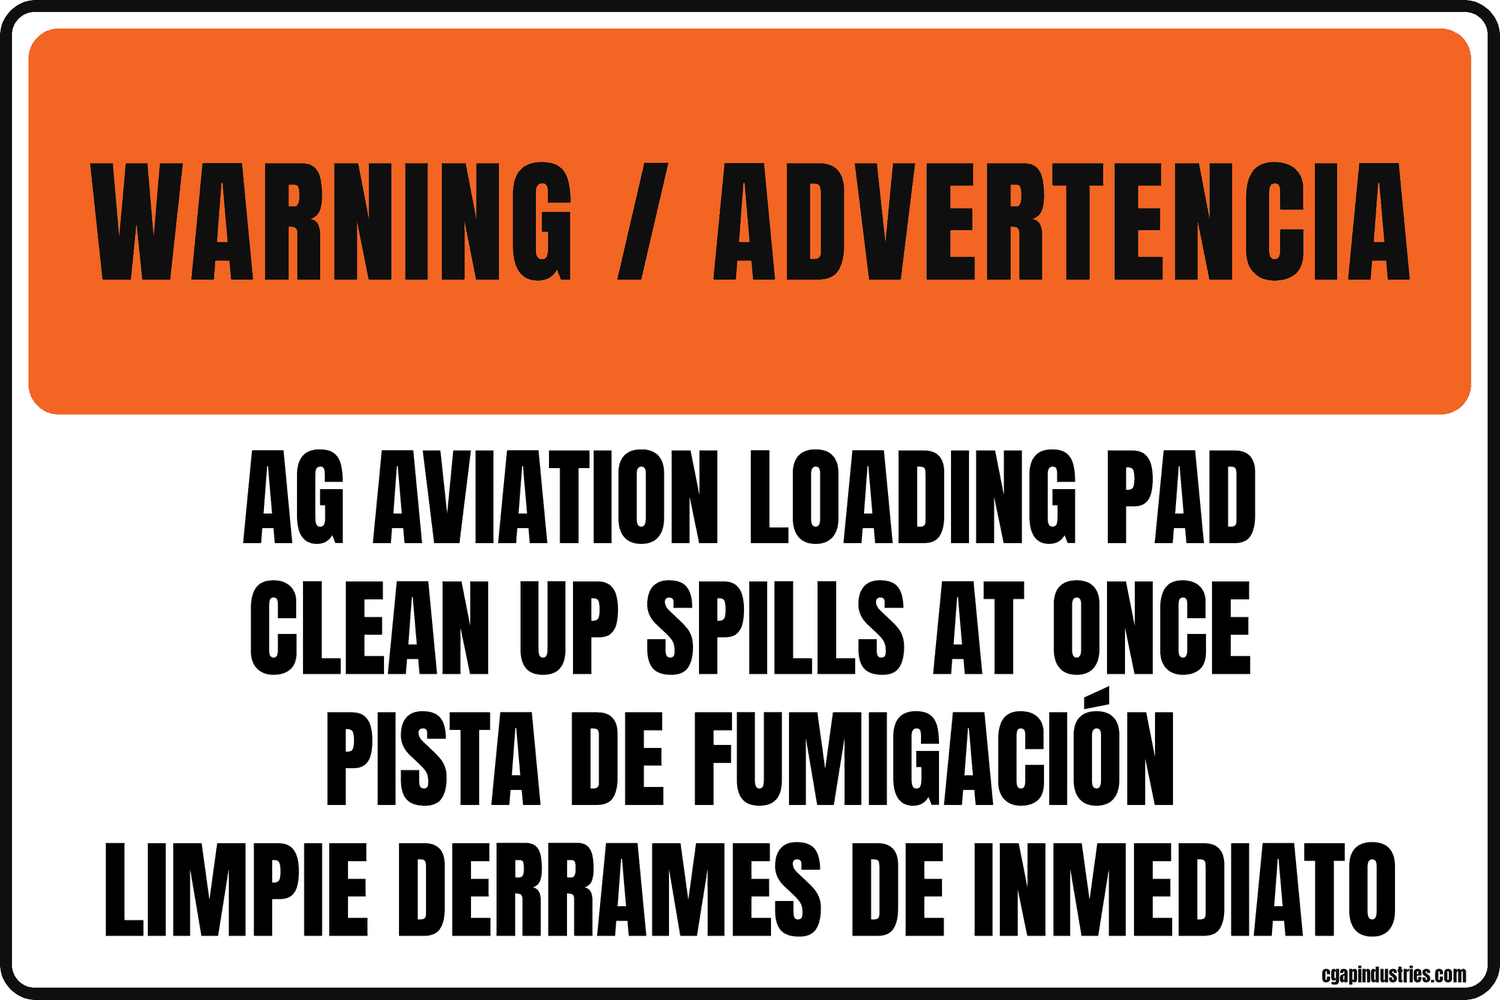 WARNING / ADVERTENCIA
AG AVIATION LOADING PAD
CLEAN UP SPILLS AT ONCE
PISTA DE FUMIGACIÓN
LIMPIE DERRAMES DE INMEDIATO
cgapindustries.com